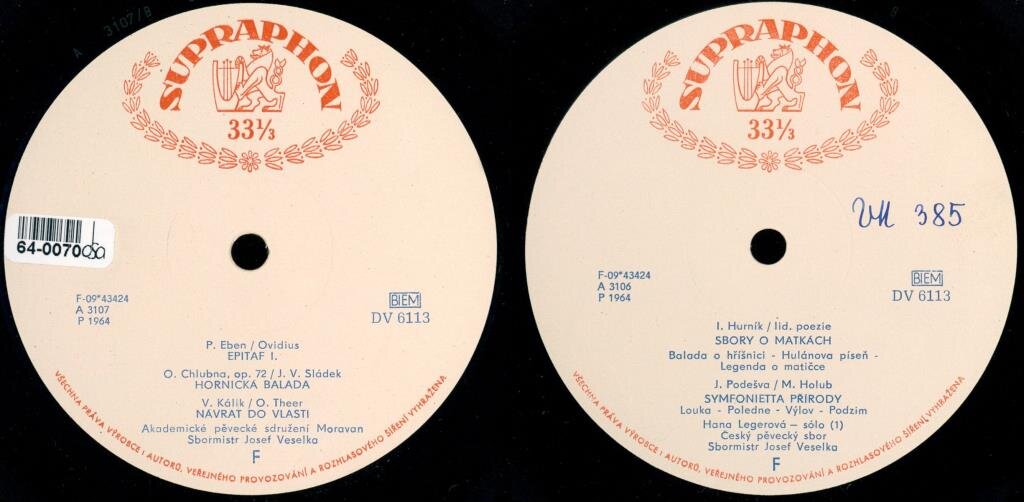 A 3107/B
SUPRAPHON
33⅓
64-0070
F-09*43424
A 3107
P 1964
BIEM
DV 6113
P. Eben / Ovidius
EPITAF I.
O. Chlubna, op. 72 / J. V. Sládek
HORNICKÁ BALADA
V. Kálik / O. Theer
NÁVRAT DO VLASTI
Akademické pěvecké sdružení Moravan
Sbormistr Josef Veselka
F
VŠECHNA PRÁVA VÝROBCE I AUTORŮ, VEŘEJNÉHO PROVOZOVÁNÍ A ROZHLASOVÉHO ŠÍŘENÍ VYHRAŽENA
SUPRAPHON
33⅓
385
F-09*43424
A 3106
P 1964
BIEM
DV 6113
I. Hurník / lid. poezie
SBORY O MATKÁCH
Balada o hříšnici - Hulánova píseň -
Legenda o matičce
J. Podešva / M. Holub
SYMFONIETTA PŘÍRODY
Louka - Poledne - Výlov - Podzim
Hana Legerová – sólo (1)
Český pěvecký sbor
Sbormistr Josef Veselka
F
VŠECHNA PRÁVA VÝROBCE I AUTORŮ, VEŘEJNÉHO PROVOZOVÁNÍ A ROZHLASOVÉHO ŠÍŘENÍ VYHRAŽENA